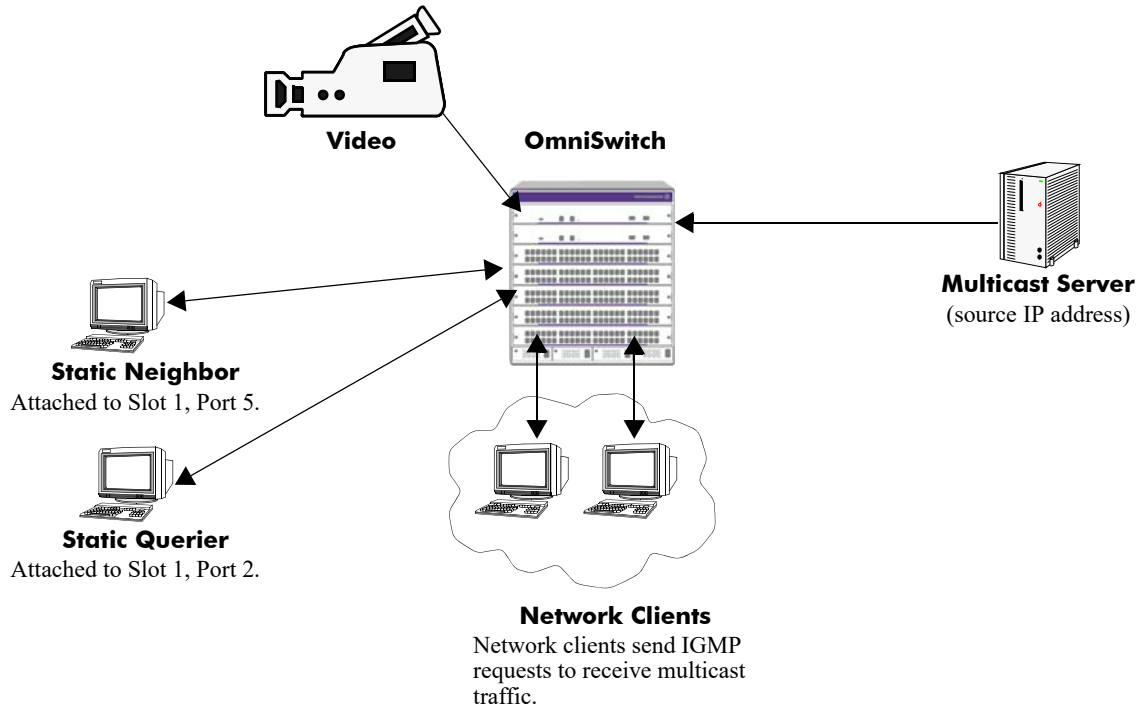 Video
OmniSwitch
Multicast Server
(source IP address)
Static Neighbor
Attached to Slot 1, Port 5.
Static Querier
Attached to Slot 1, Port 2.
Network Clients
Network clients send IGMP
requests to receive multicast
traffic.